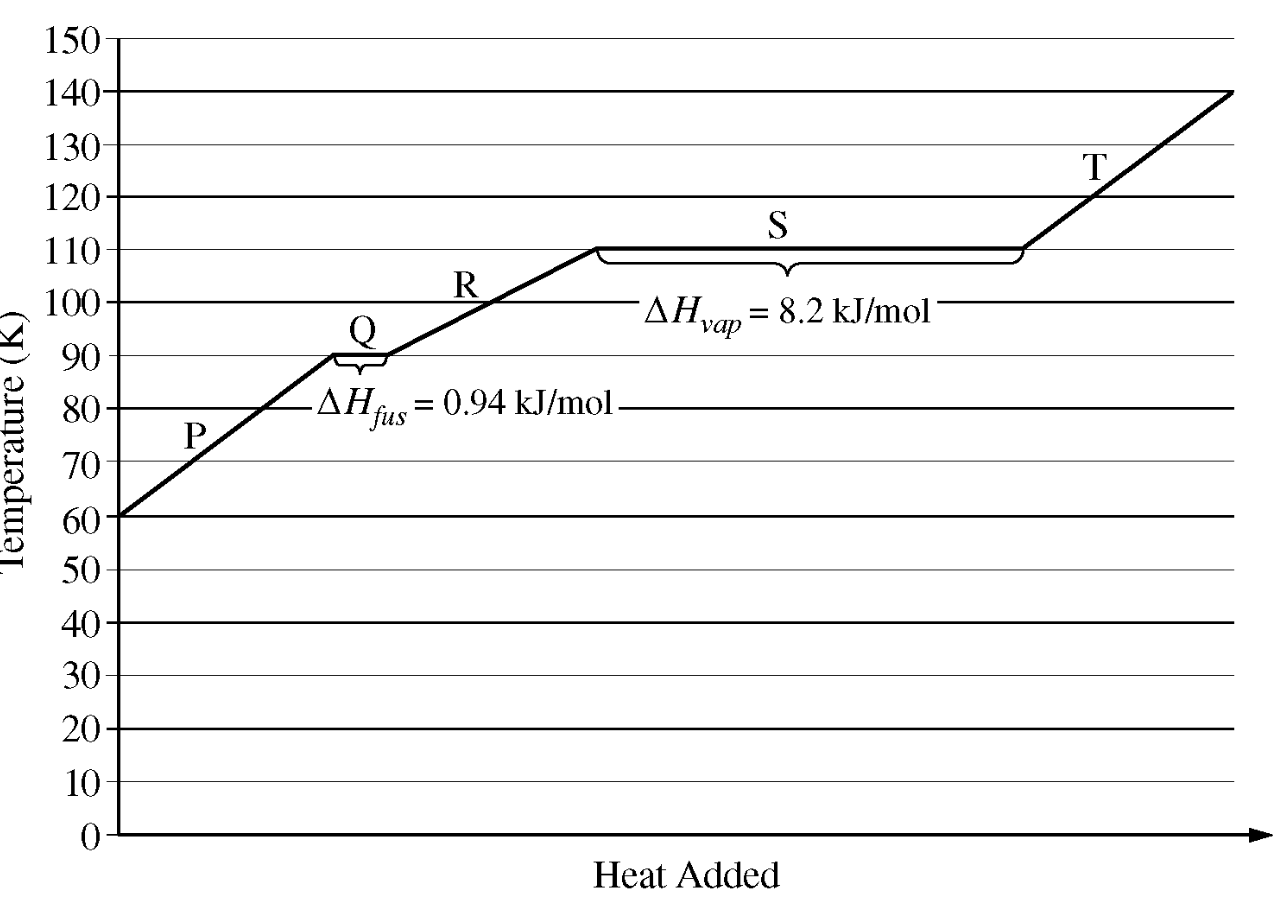 150
140
130
T
120
S
110
R
100
ΔHvap = 8.2 kJ/mol
Q
90
ΔHfus = 0.94 kJ/mol
80
P
70
60
50
40
30
20
10
0
Temperature (K)
Heat Added